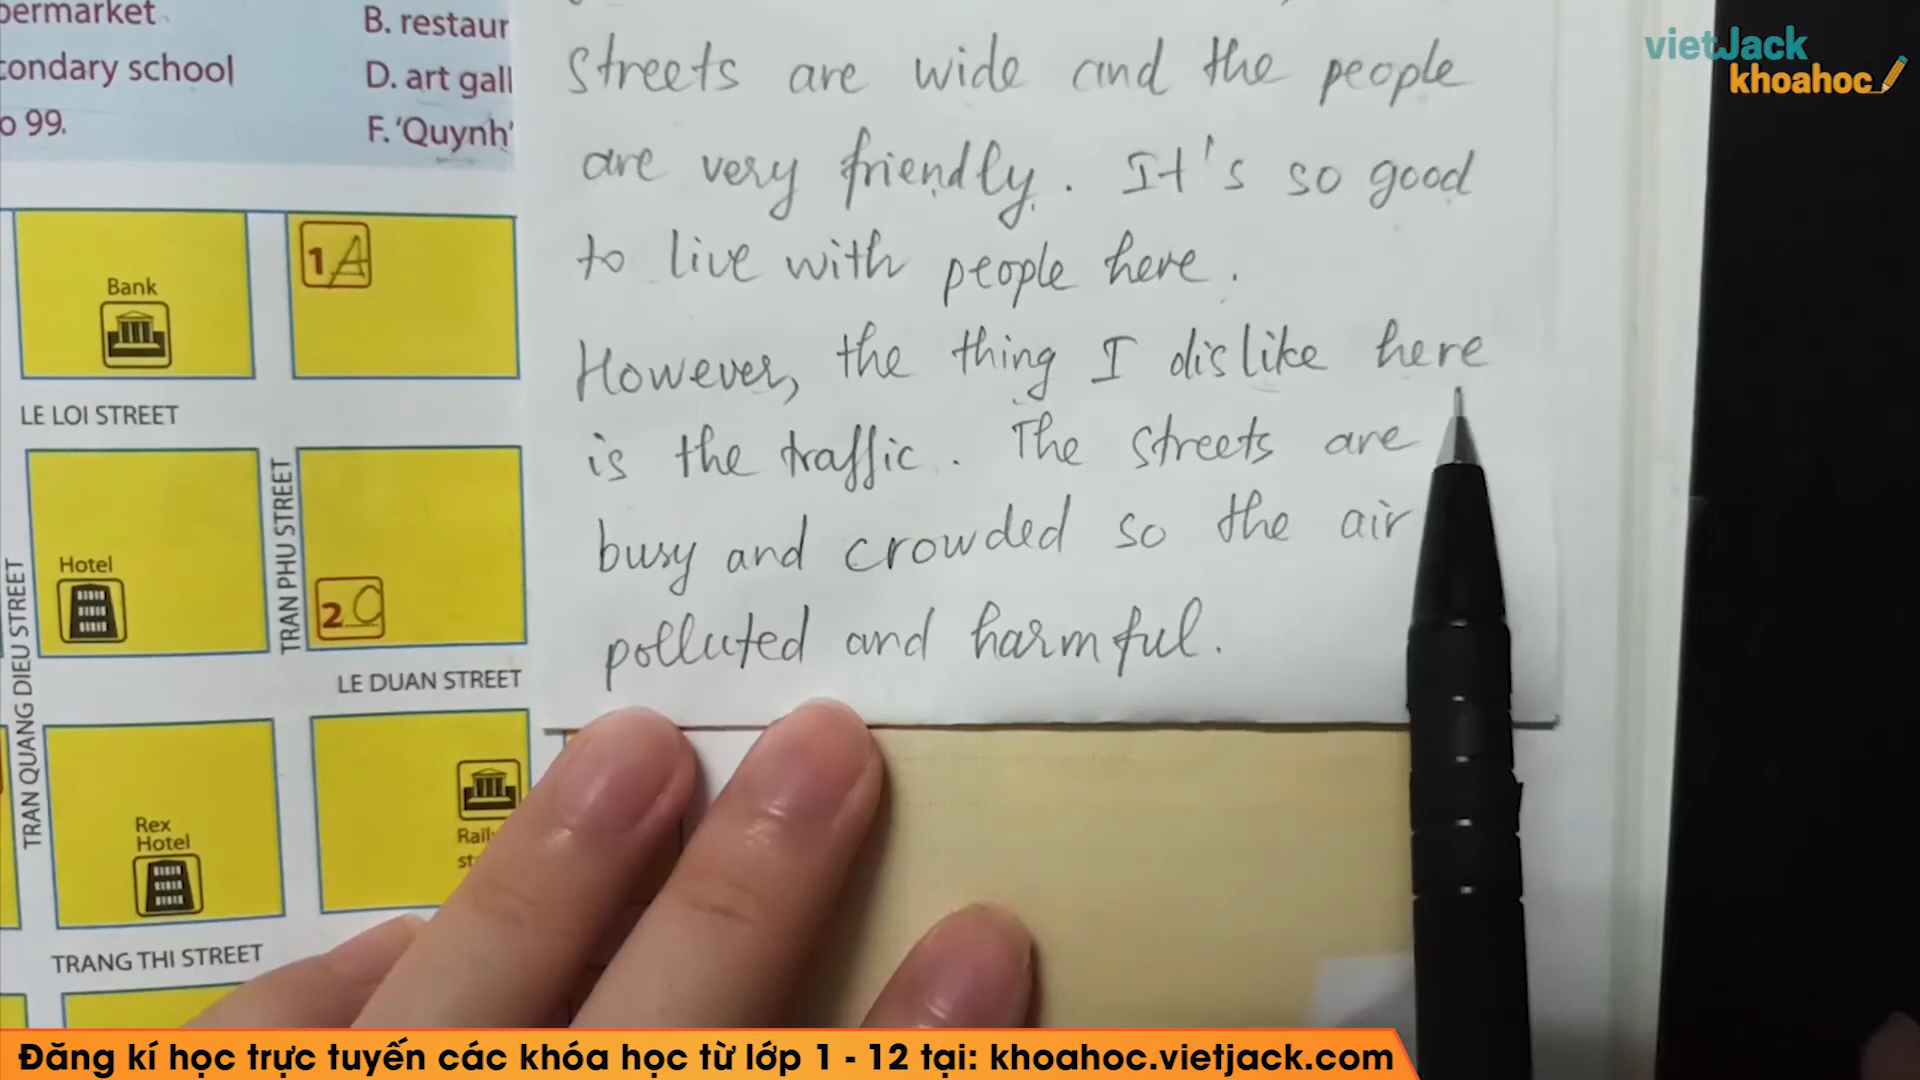 permarket
B. restaur
condary school
D. art gall
o 99.
F. 'Quynh'
vietJack
khoahoc
streets are wide and the people
are very friendly. It's so good
to live with people here.
However, the thing I dislike here
is the traffic. The streets are
busy and crowded so the air
polluted and harmful.
Bank
1 A
LE LOI STREET
Hotel
TRAN PHU STREET
2 C
TRAN QUANG DIEU STREET
LE DUAN STREET
Rex
Hotel
Rail
st
TRANG THI STREET
Đăng kí học trực tuyến các khóa học từ lớp 1 - 12 tại: khoahoc.vietjack.com